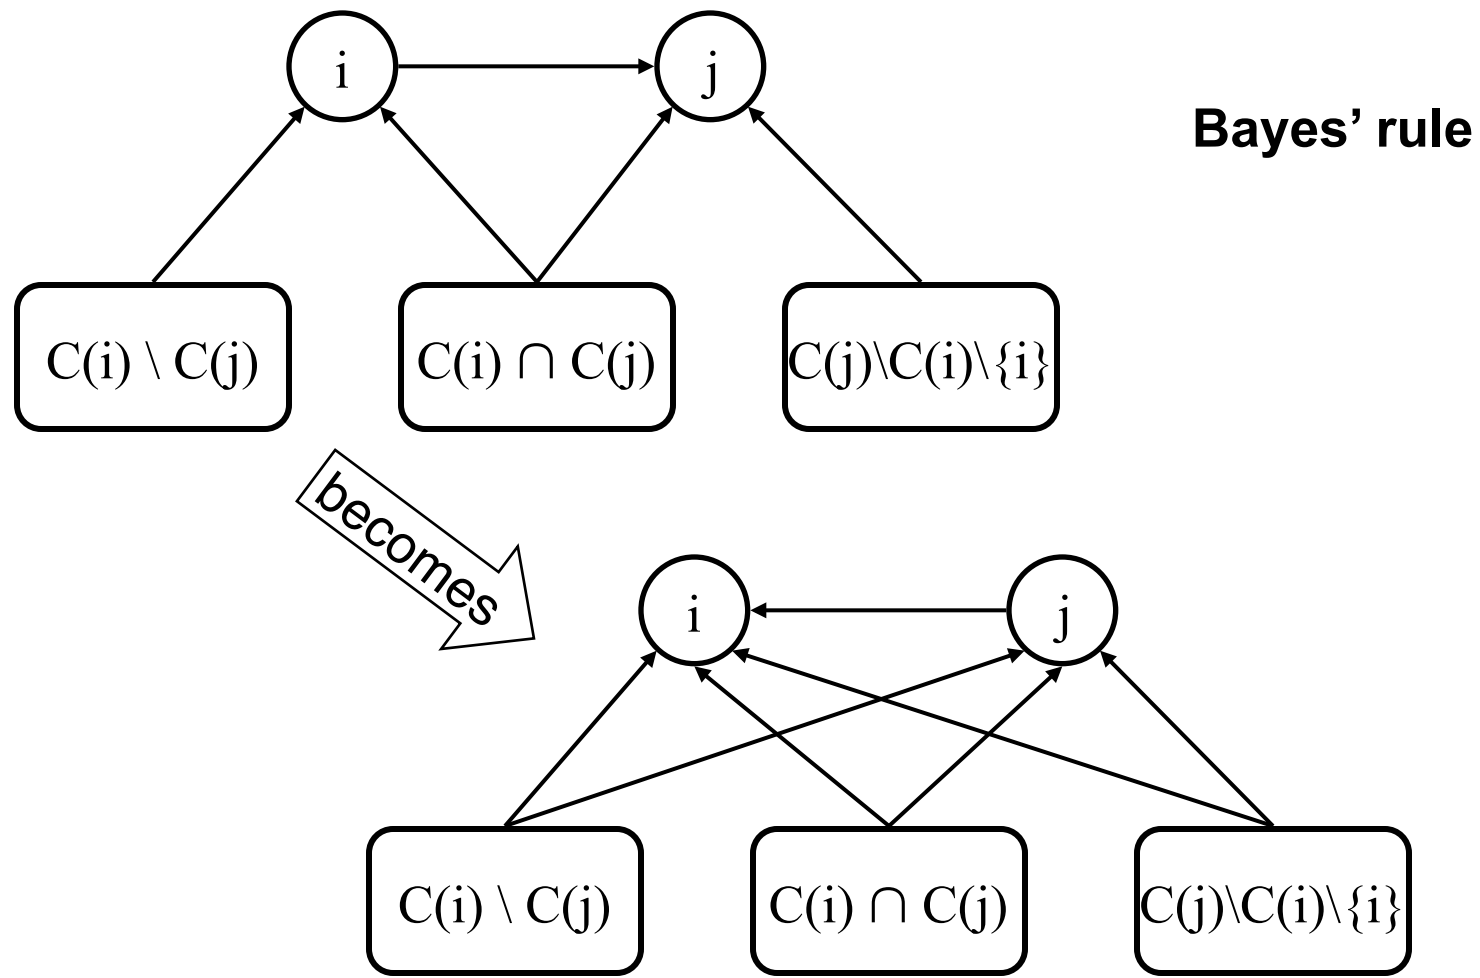 i
j
Bayes’ rule
C(i) \ C(j)
C(i) ∩ C(j)
C(j)\C(i)\{i}
becomes
i
j
C(i) \ C(j)
C(i) ∩ C(j)
C(j)\C(i)\{i}